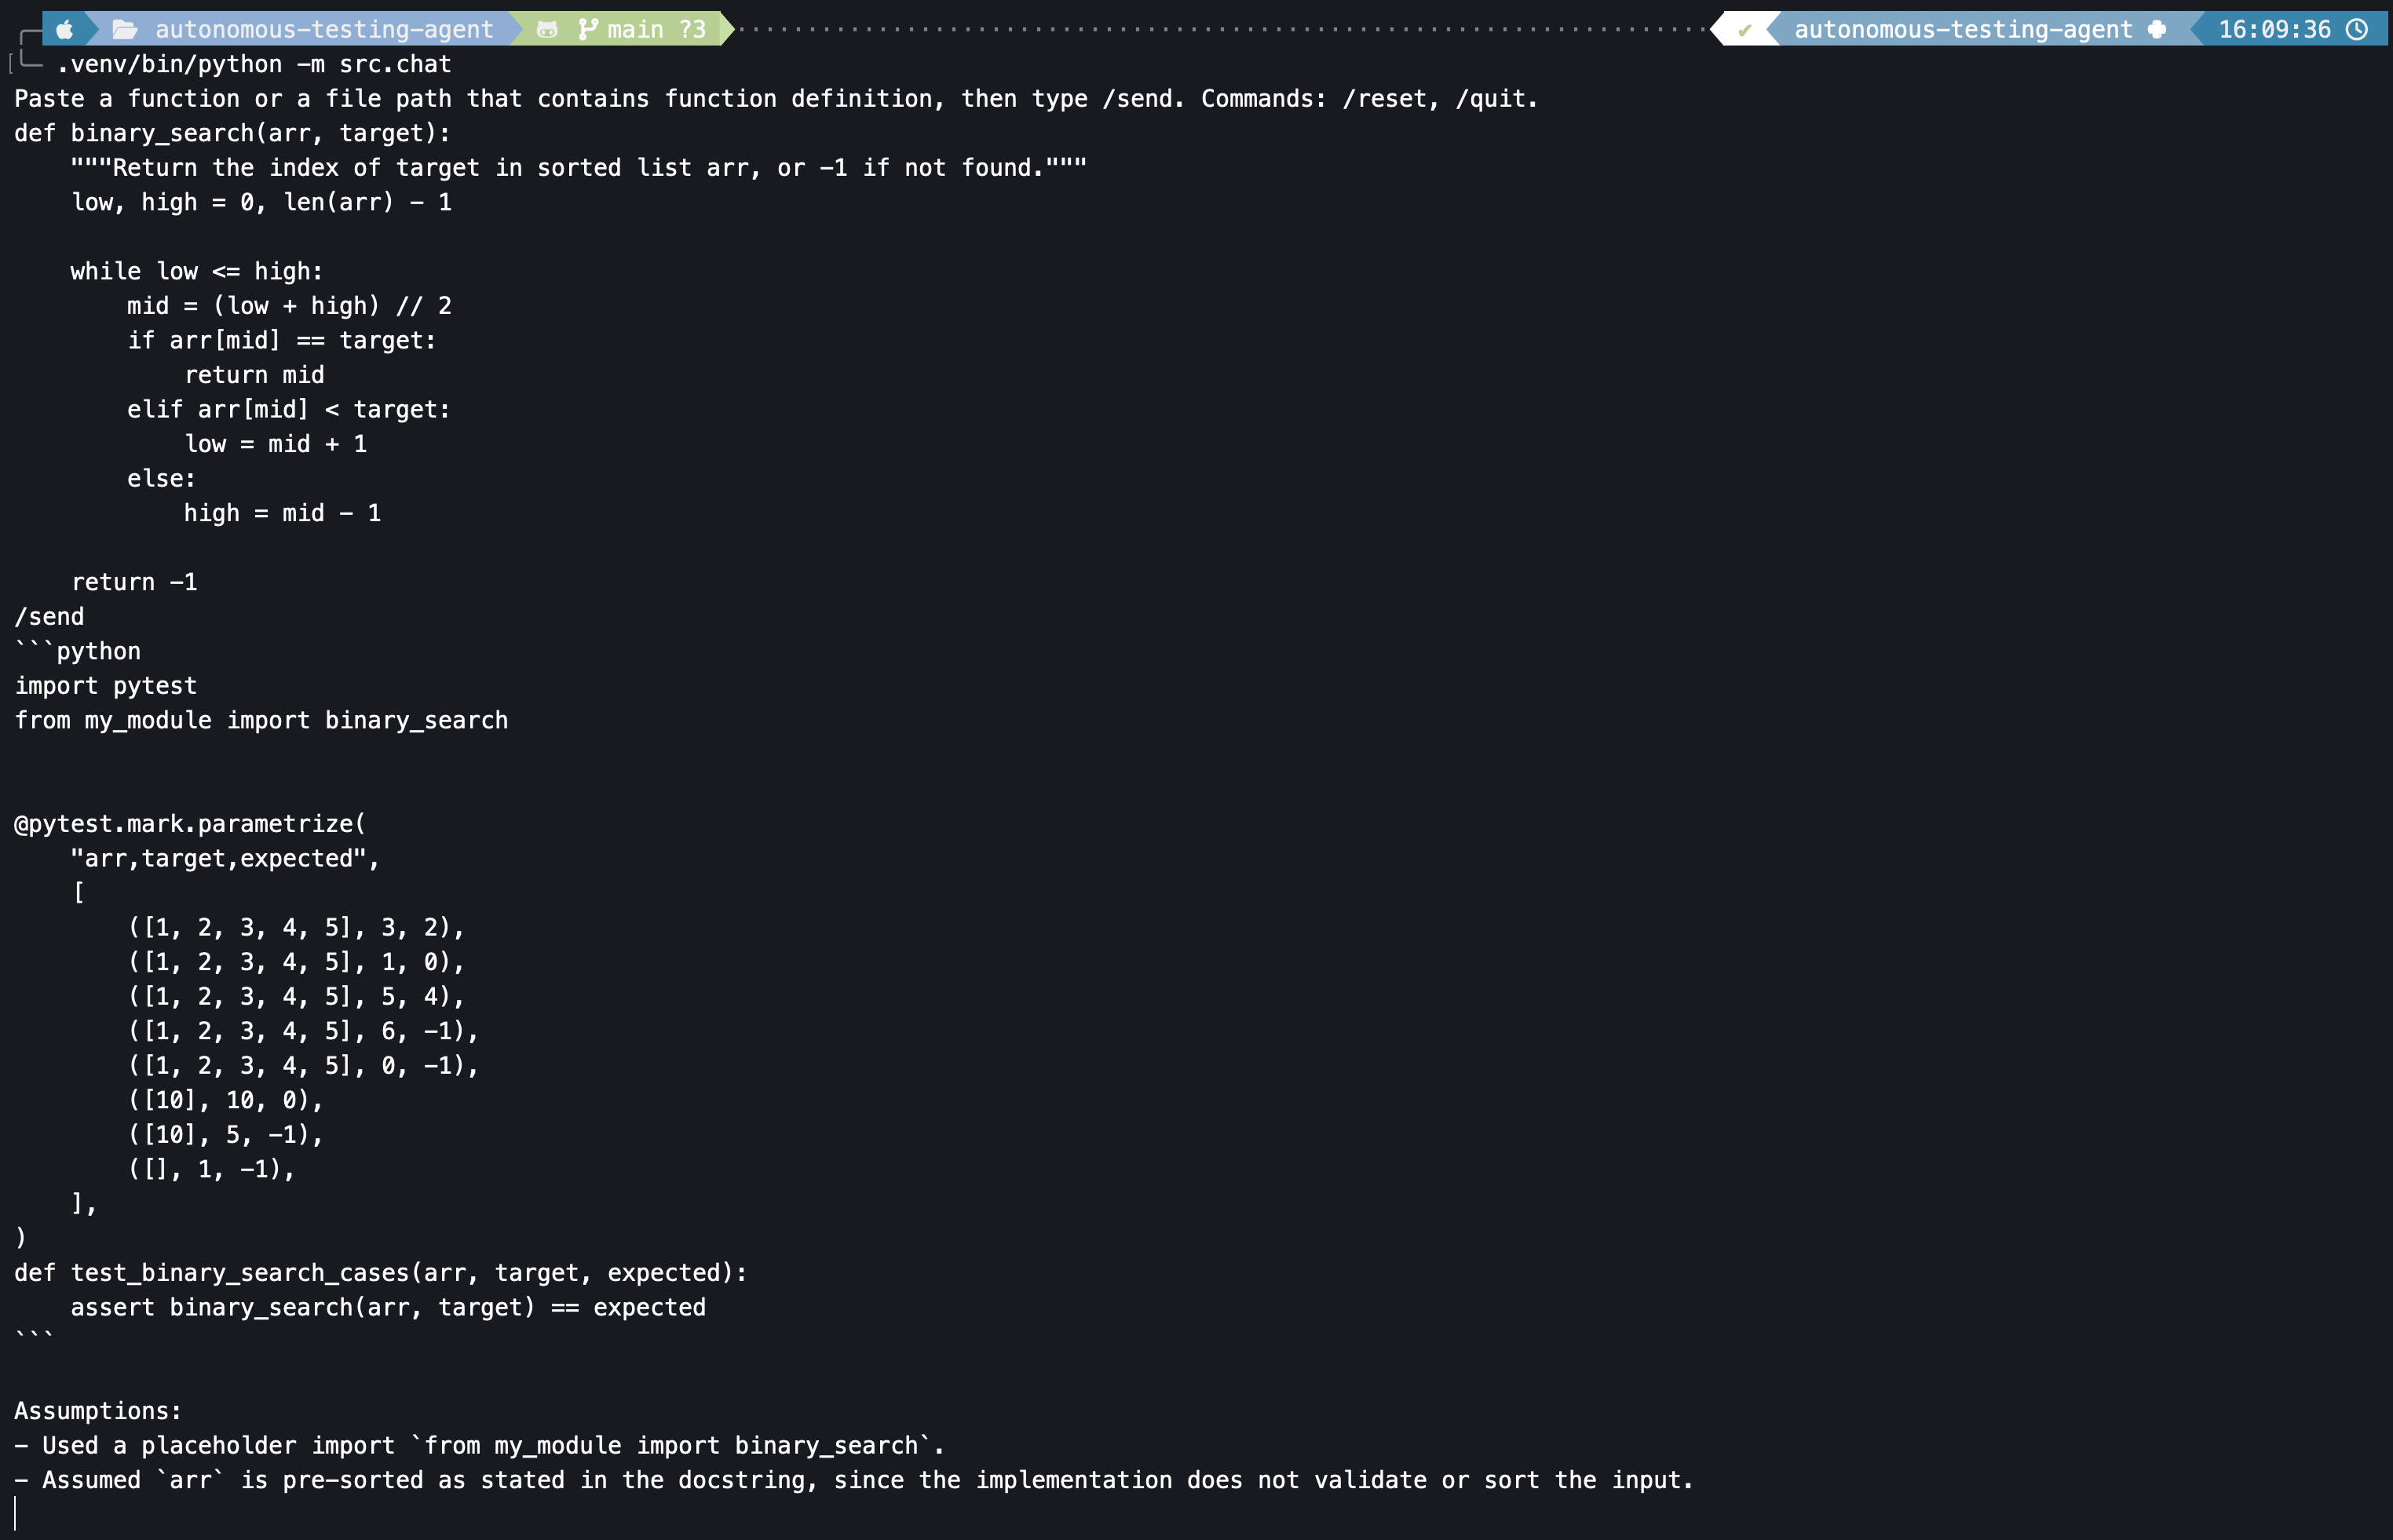 autonomous-testing-agent main ?3 ✔ autonomous-testing-agent 16:09:36
.venv/bin/python -m src.chat
Paste a function or a file path that contains function definition, then type /send. Commands: /reset, /quit.
def binary_search(arr, target):
    """Return the index of target in sorted list arr, or -1 if not found."""
    low, high = 0, len(arr) - 1

    while low <= high:
        mid = (low + high) // 2
        if arr[mid] == target:
            return mid
        elif arr[mid] < target:
            low = mid + 1
        else:
            high = mid - 1

    return -1
/send
```python
import pytest
from my_module import binary_search


@pytest.mark.parametrize(
    "arr,target,expected",
    [
        ([1, 2, 3, 4, 5], 3, 2),
        ([1, 2, 3, 4, 5], 1, 0),
        ([1, 2, 3, 4, 5], 5, 4),
        ([1, 2, 3, 4, 5], 6, -1),
        ([1, 2, 3, 4, 5], 0, -1),
        ([10], 10, 0),
        ([10], 5, -1),
        ([], 1, -1),
    ],
)
def test_binary_search_cases(arr, target, expected):
    assert binary_search(arr, target) == expected
```

Assumptions:
- Used a placeholder import `from my_module import binary_search`.
- Assumed `arr` is pre-sorted as stated in the docstring, since the implementation does not validate or sort the input.